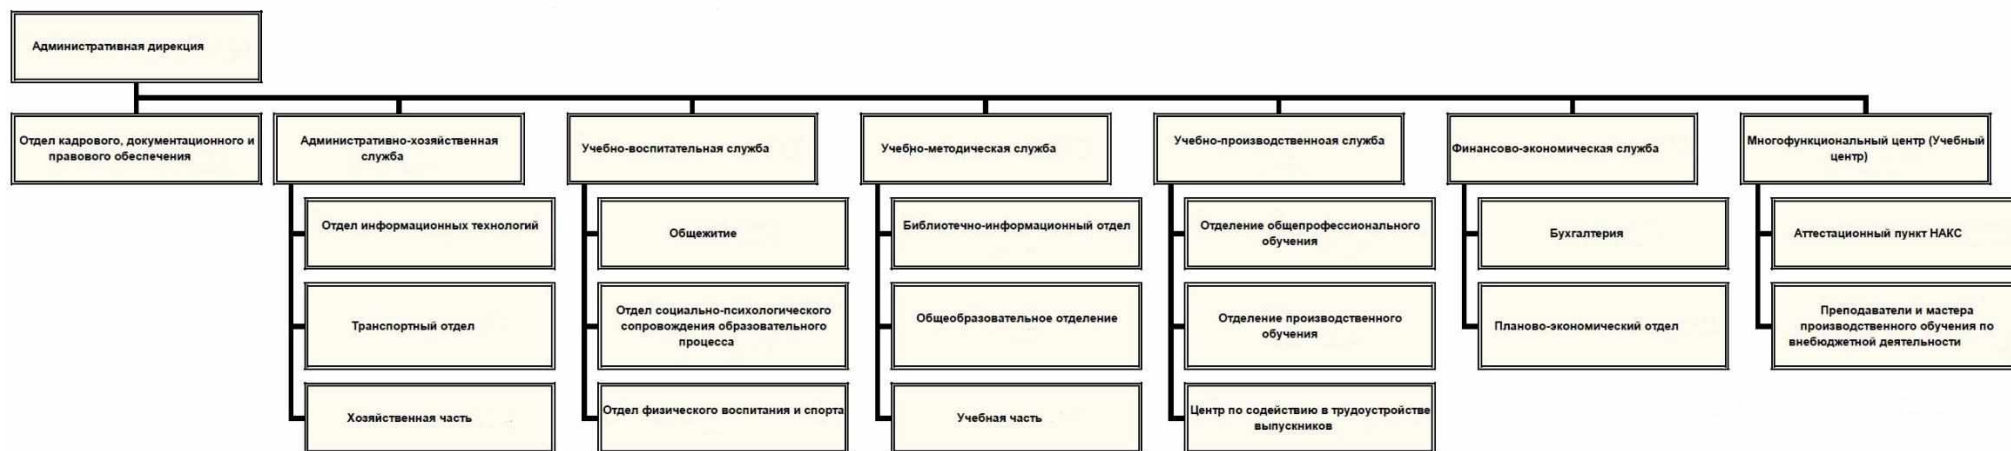 Административная дирекция
Отдел кадрового, документационного и
правового обеспечения
Административно-хозяйственная
служба
Учебно-воспитательная служба
Учебно-методическая служба
Учебно-производственноая служба
Финансово-экономическая служба
Многофункциональный центр (Учебный
центр)
Отдел информационных технологий
Общежитие
Библиотечно-информационный отдел
Отделение общепрофессионального
обучения
Бухгалтерия
Аттестационный пункт НАКС
Транспортный отдел
Отдел социально-психологического
сопровождения образовательного
процесса
Общеобразовательное отделение
Отделение производственного
обучения
Планово-экономический отдел
Преподаватели и мастера
производственного обучения по
внебюджетной деятельности
Хозяйственная часть
Отдел физического воспитания и спорта
Учебная часть
Центр по содействию в трудоустройстве
выпускников